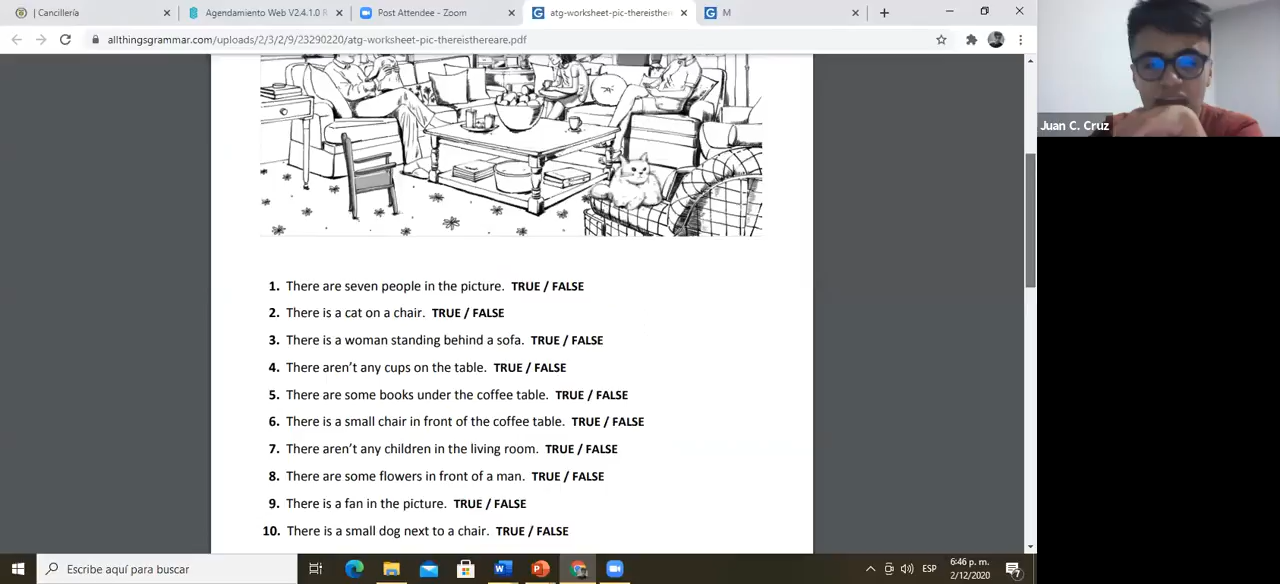 | Cancillería
Agendamiento Web V2.4.1.0 R
Post Attendee - Zoom
atg-worksheet-pic-thereisthere
M
allthingsgrammar.com/uploads/2/3/2/9/23290220/atg-worksheet-pic-thereisthereare.pdf
Juan C. Cruz
1. There are seven people in the picture. TRUE / FALSE
2. There is a cat on a chair. TRUE / FALSE
3. There is a woman standing behind a sofa. TRUE / FALSE
4. There aren't any cups on the table. TRUE / FALSE
5. There are some books under the coffee table. TRUE / FALSE
6. There is a small chair in front of the coffee table. TRUE / FALSE
7. There aren't any children in the living room. TRUE / FALSE
8. There are some flowers in front of a man. TRUE / FALSE
9. There is a fan in the picture. TRUE / FALSE
10. There is a small dog next to a chair. TRUE / FALSE
Escribe aquí para buscar
ESP
6:46 p. m.
2/12/2020
7